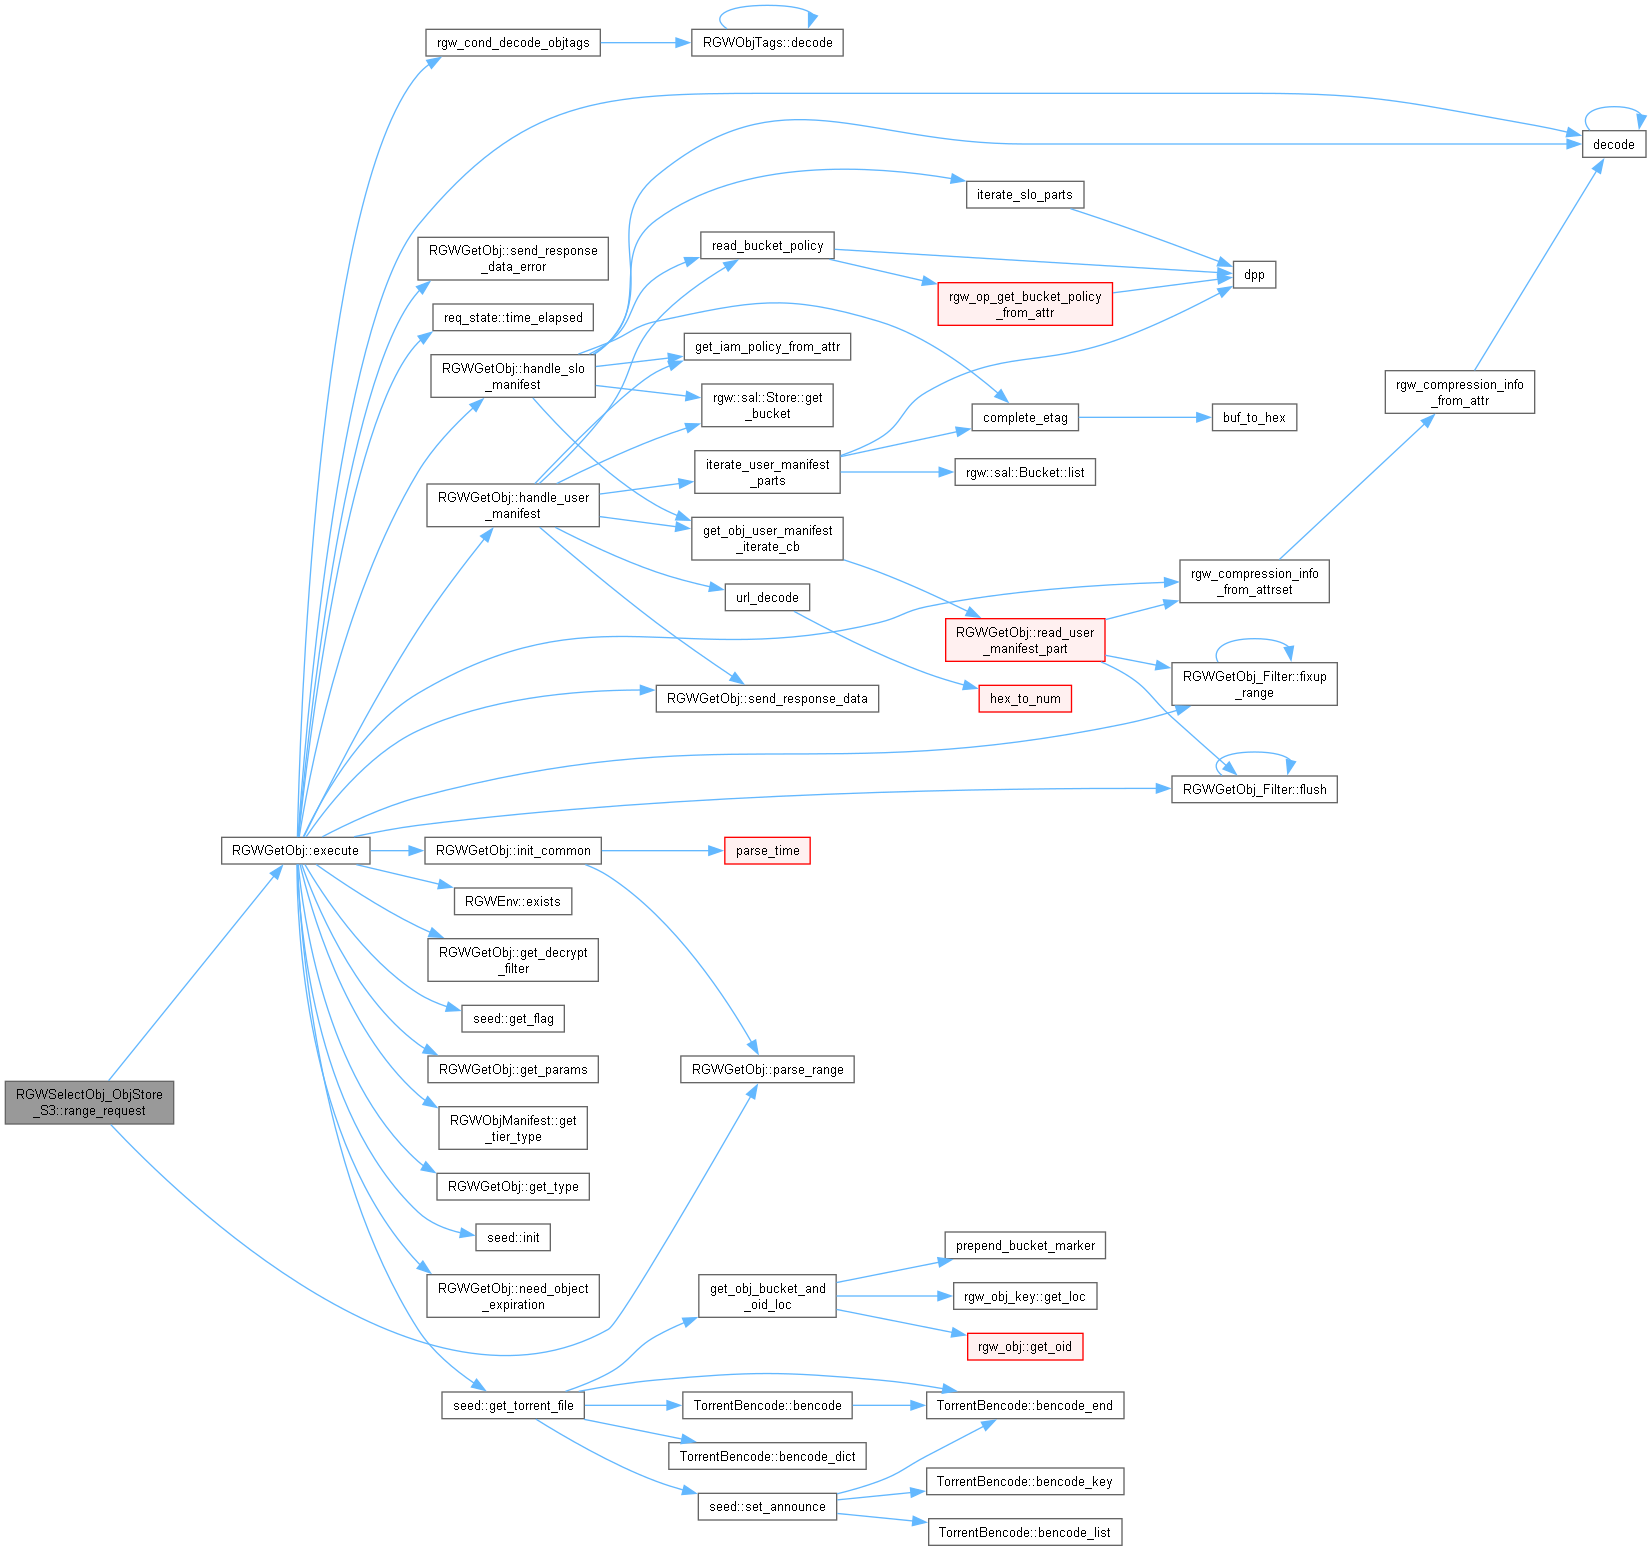 rgw_cond_decode_objtags
RGWObjTags::decode
decode
iterate_slo_parts
RGWGetObj::send_response
_data_error
read_bucket_policy
dpp
rgw_op_get_bucket_policy
_from_attr
req_state::time_elapsed
get_iam_policy_from_attr
RGWGetObj::handle_slo
_manifest
rgw::sal::Store::get
_bucket
rgw_compression_info
_from_attr
complete_etag
buf_to_hex
iterate_user_manifest
_parts
rgw::sal::Bucket::list
RGWGetObj::handle_user
_manifest
get_obj_user_manifest
_iterate_cb
rgw_compression_info
_from_attrset
url_decode
RGWGetObj::read_user
_manifest_part
RGWGetObj_Filter::fixup
_range
RGWGetObj::send_response_data
hex_to_num
RGWGetObj_Filter::flush
RGWGetObj::execute
RGWGetObj::init_common
parse_time
RGWEnv::exists
RGWGetObj::get_decrypt
_filter
seed::get_flag
RGWGetObj::get_params
RGWGetObj::parse_range
RGWSelectObj_ObjStore
_S3::range_request
RGWObjManifest::get
_tier_type
RGWGetObj::get_type
seed::init
prepend_bucket_marker
RGWGetObj::need_object
_expiration
get_obj_bucket_and
_oid_loc
rgw_obj_key::get_loc
rgw_obj::get_oid
seed::get_torrent_file
TorrentBencode::bencode
TorrentBencode::bencode_end
TorrentBencode::bencode_dict
TorrentBencode::bencode_key
seed::set_announce
TorrentBencode::bencode_list